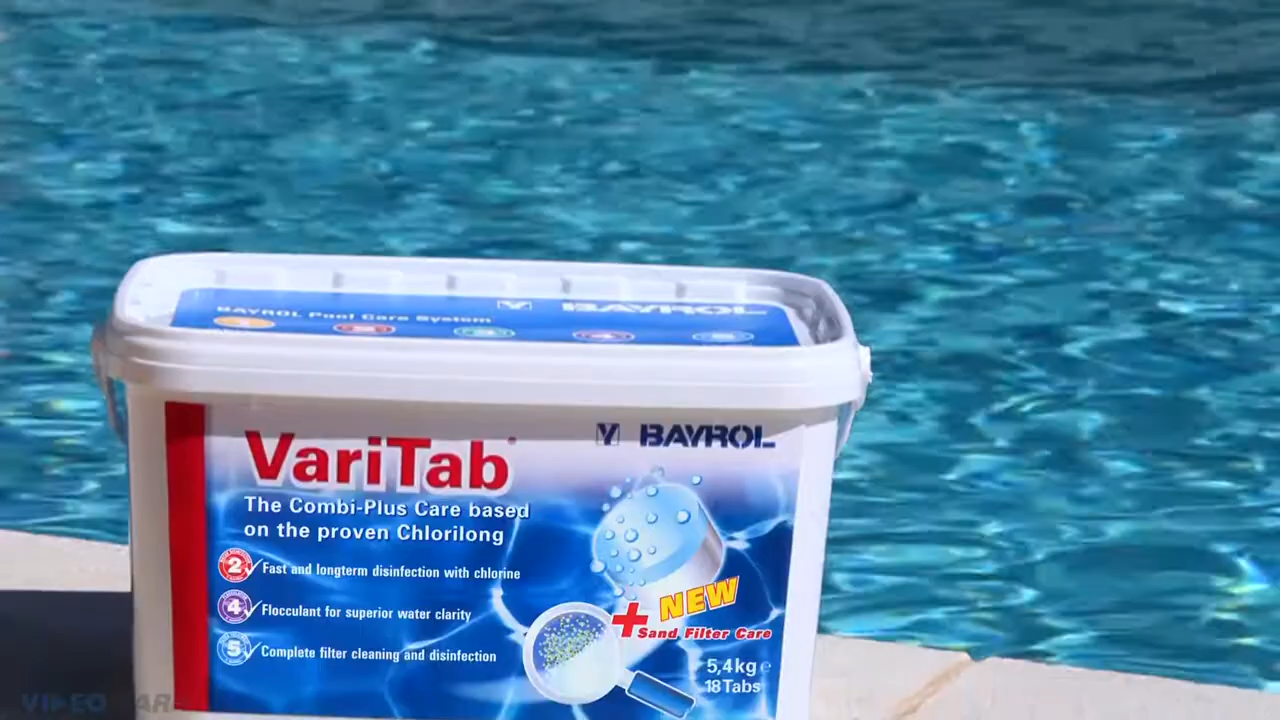 BAYROL Pool Care System
BAYROL
VariTab
BAYROL
The Combi-Plus Care based
on the proven Chlorilong
2 Fast and longterm disinfection with chlorine
4 Flocculant for superior water clarity
5 Complete filter cleaning and disinfection
NEW
+ Sand Filter Care
5,4kg e
18Tabs
VIDEO